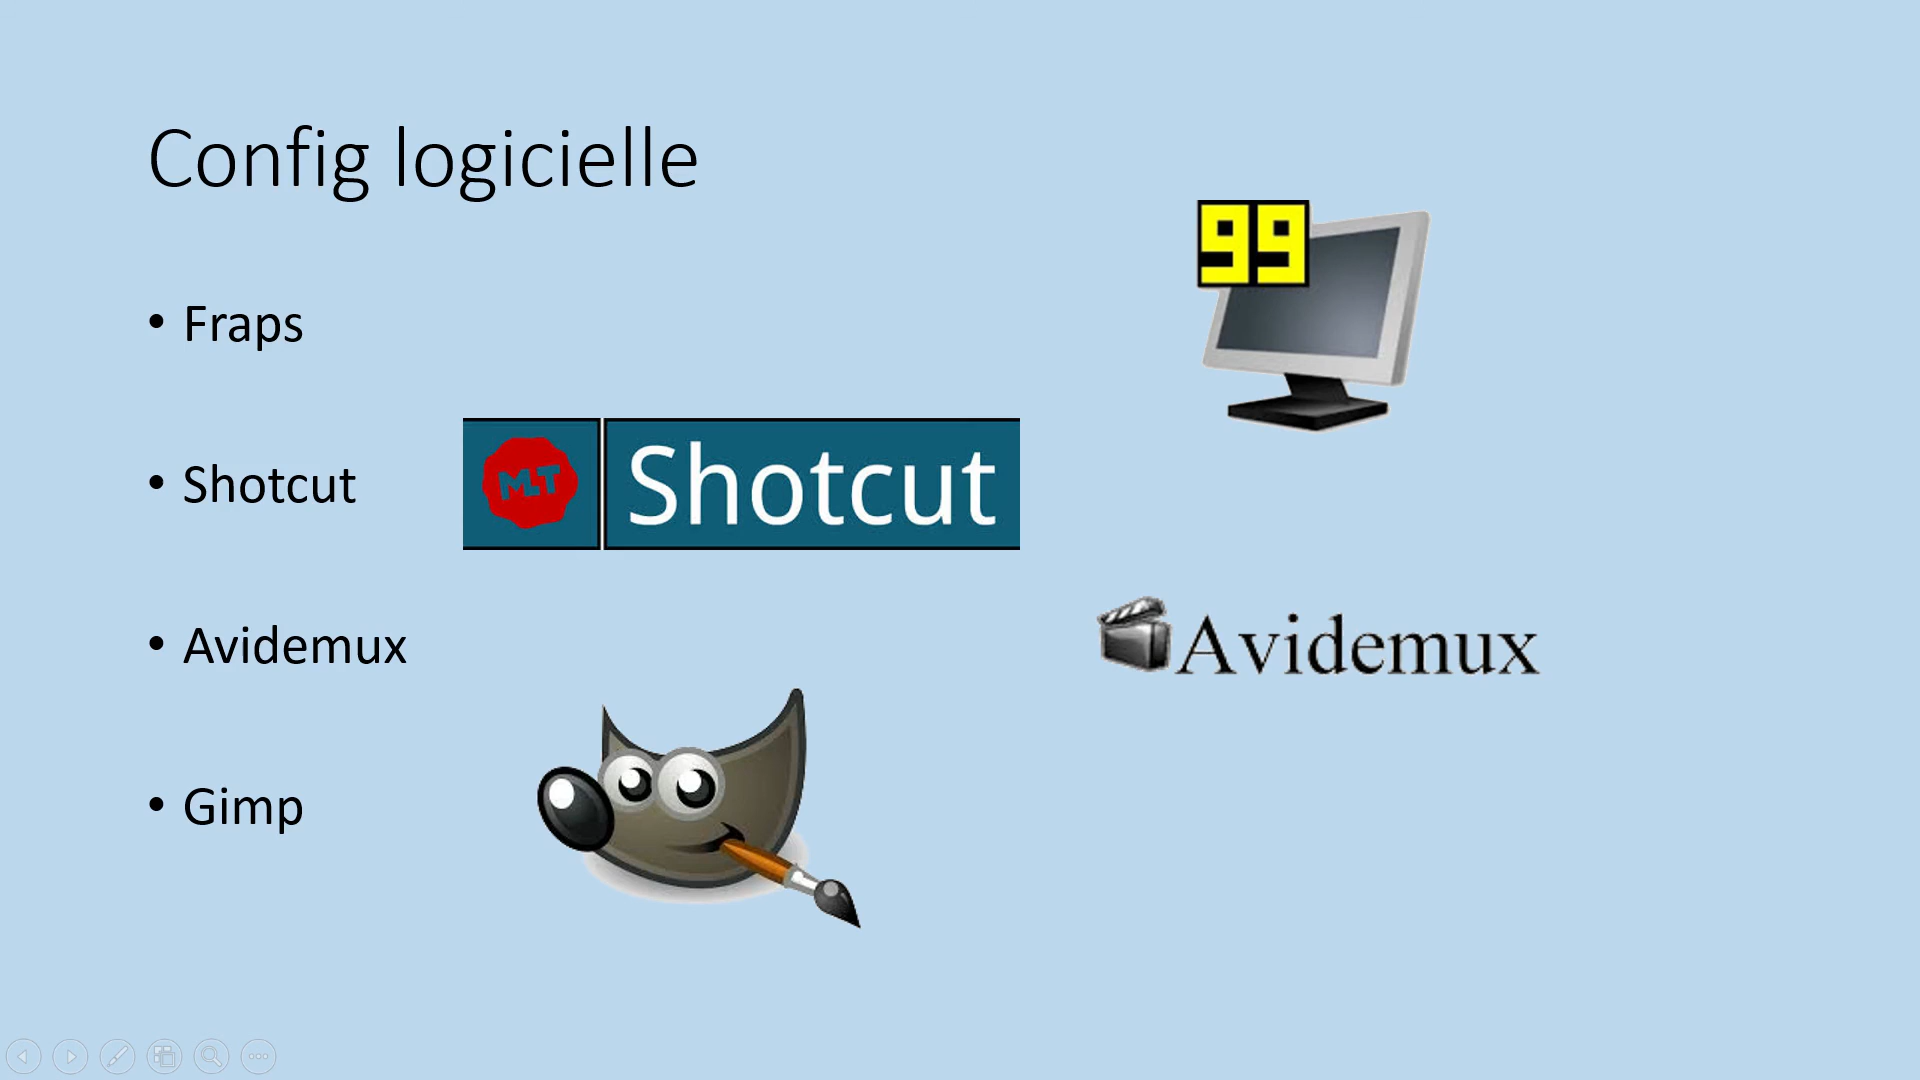 Config logicielle
99
• Fraps
• Shotcut
MLT Shotcut
• Avidemux
Avidemux
• Gimp